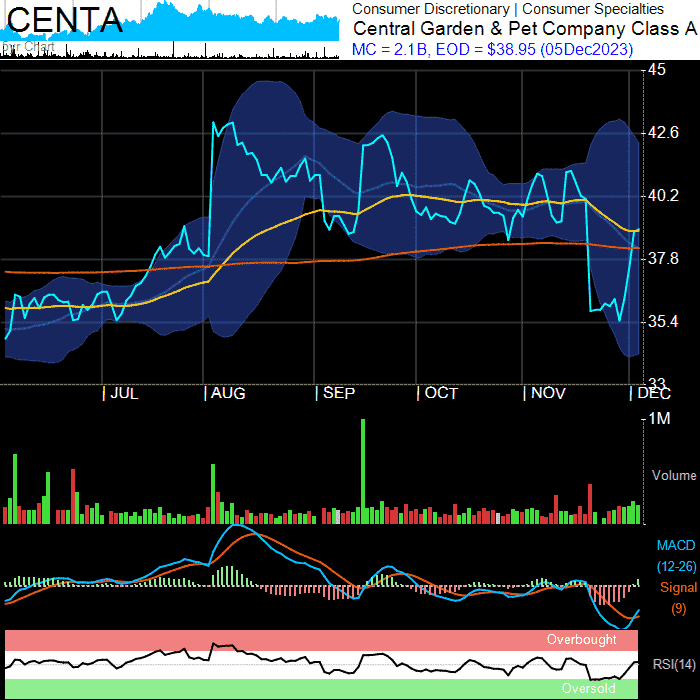 CENTA
5yr Chart
Consumer Discretionary | Consumer Specialties
Central Garden & Pet Company Class A
MC = 2.1B, EOD = $38.95 (05Dec2023)
45
42.6
40.2
37.8
35.4
33
JUL
AUG
SEP
OCT
NOV
DEC
1M
Volume
MACD
(12-26)
Signal
(9)
Overbought
RSI(14)
Oversold